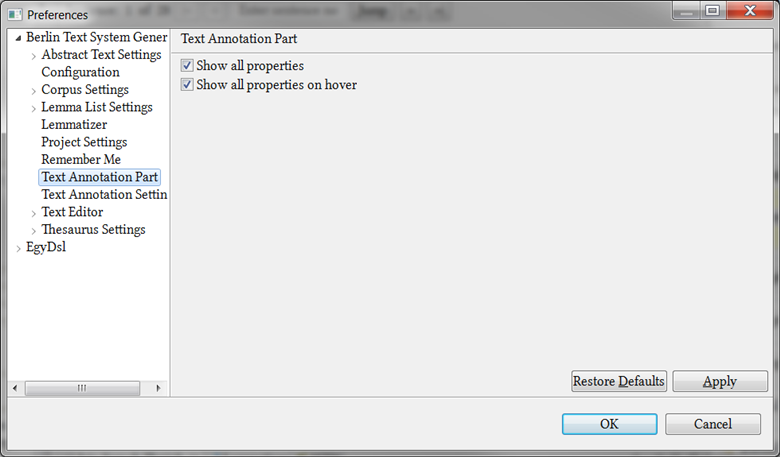 Preferences
Berlin Text System Gener
Abstract Text Settings
Configuration
Corpus Settings
Lemma List Settings
Lemmatizer
Project Settings
Remember Me
Text Annotation Part
Text Annotation Settin
Text Editor
Thesaurus Settings
EgyDsl
Text Annotation Part
Show all properties
Show all properties on hover
Restore Defaults
Apply
OK
Cancel